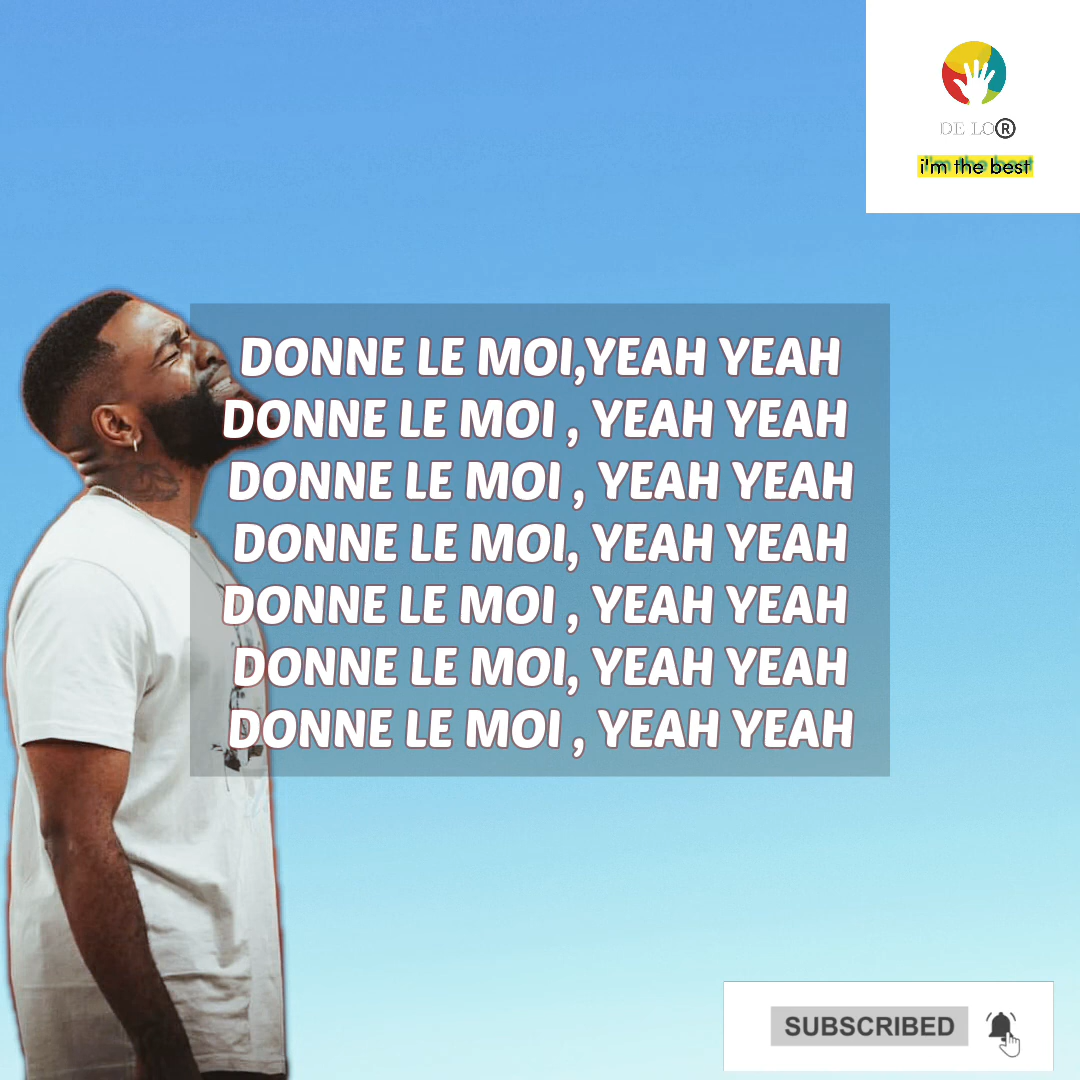 DE LO®
i'm the best
DONNE LE MOI,YEAH YEAH
DONNE LE MOI , YEAH YEAH
DONNE LE MOI , YEAH YEAH
DONNE LE MOI, YEAH YEAH
DONNE LE MOI , YEAH YEAH
DONNE LE MOI, YEAH YEAH
DONNE LE MOI , YEAH YEAH
SUBSCRIBED